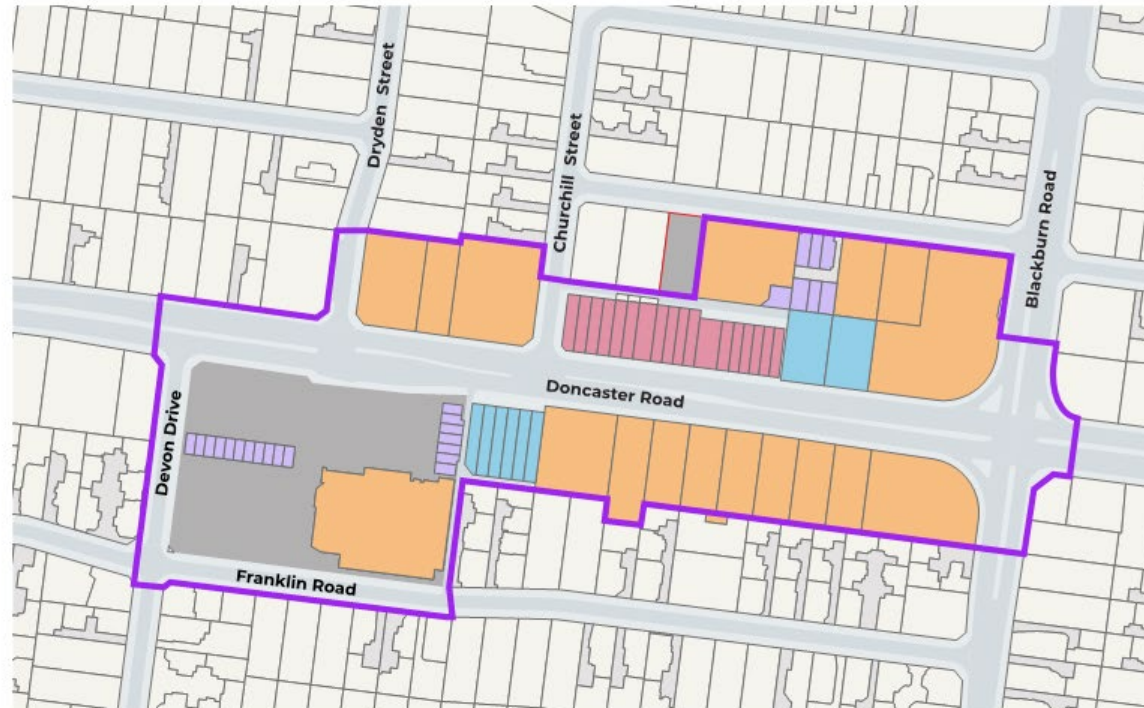 Dryden Street
Churchill Street
Blackburn Road
Doncaster Road
Devon Drive
Franklin Road